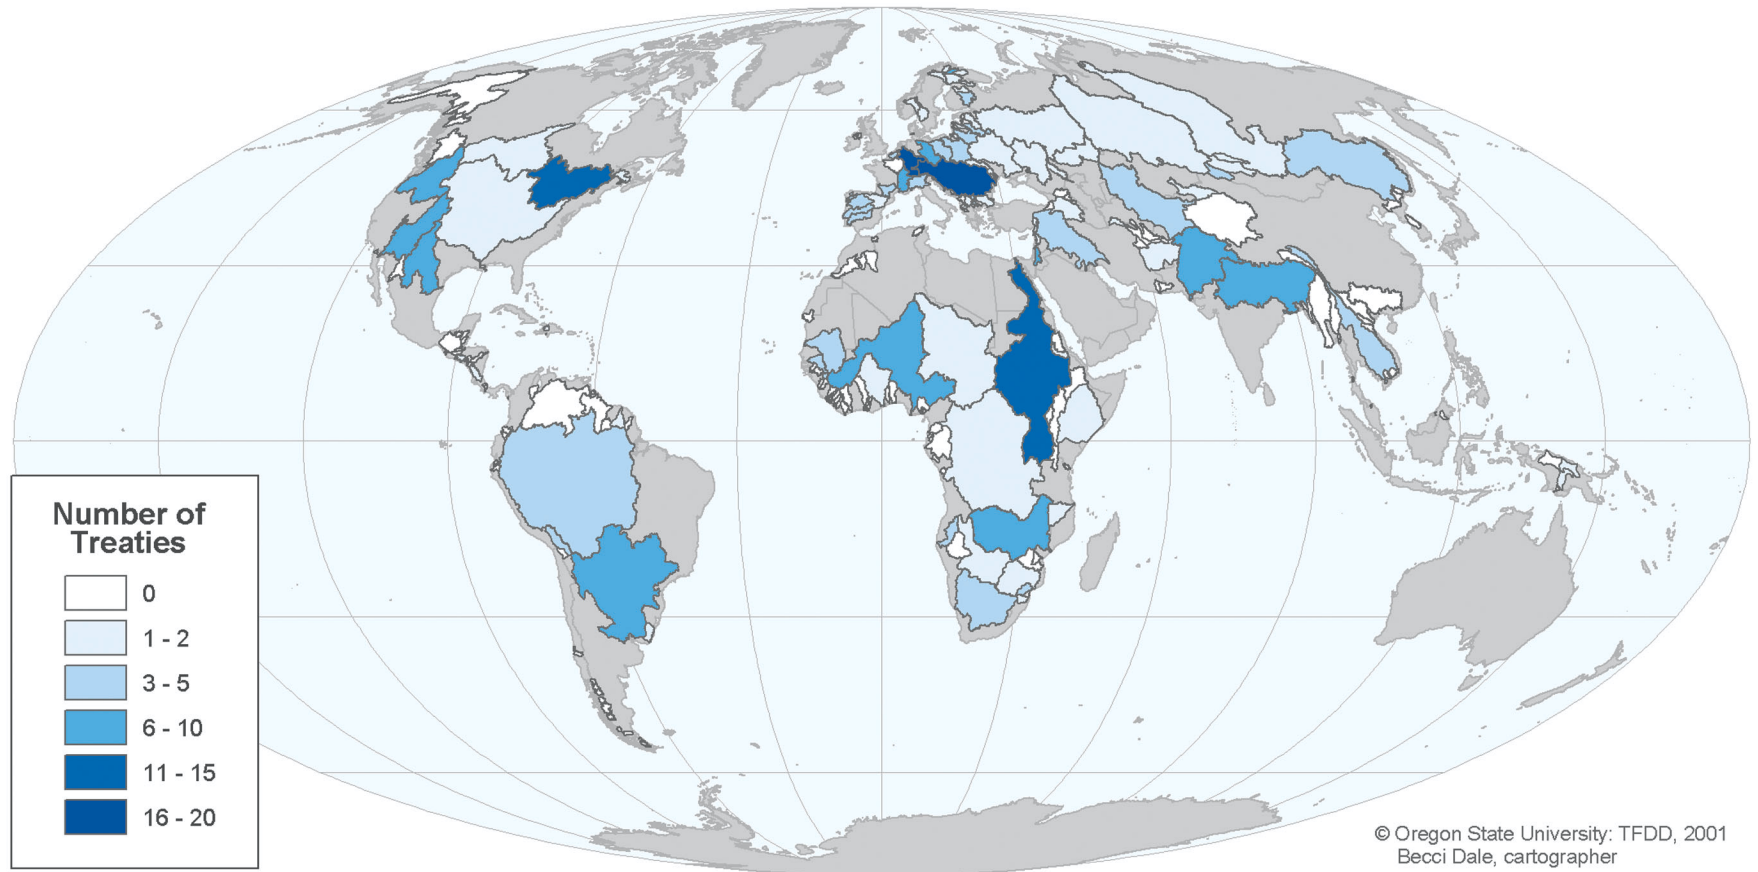 Number of
Treaties
0
1 - 2
3 - 5
6 - 10
11 - 15
16 - 20
© Oregon State University: TFDD, 2001
Becci Dale, cartographer